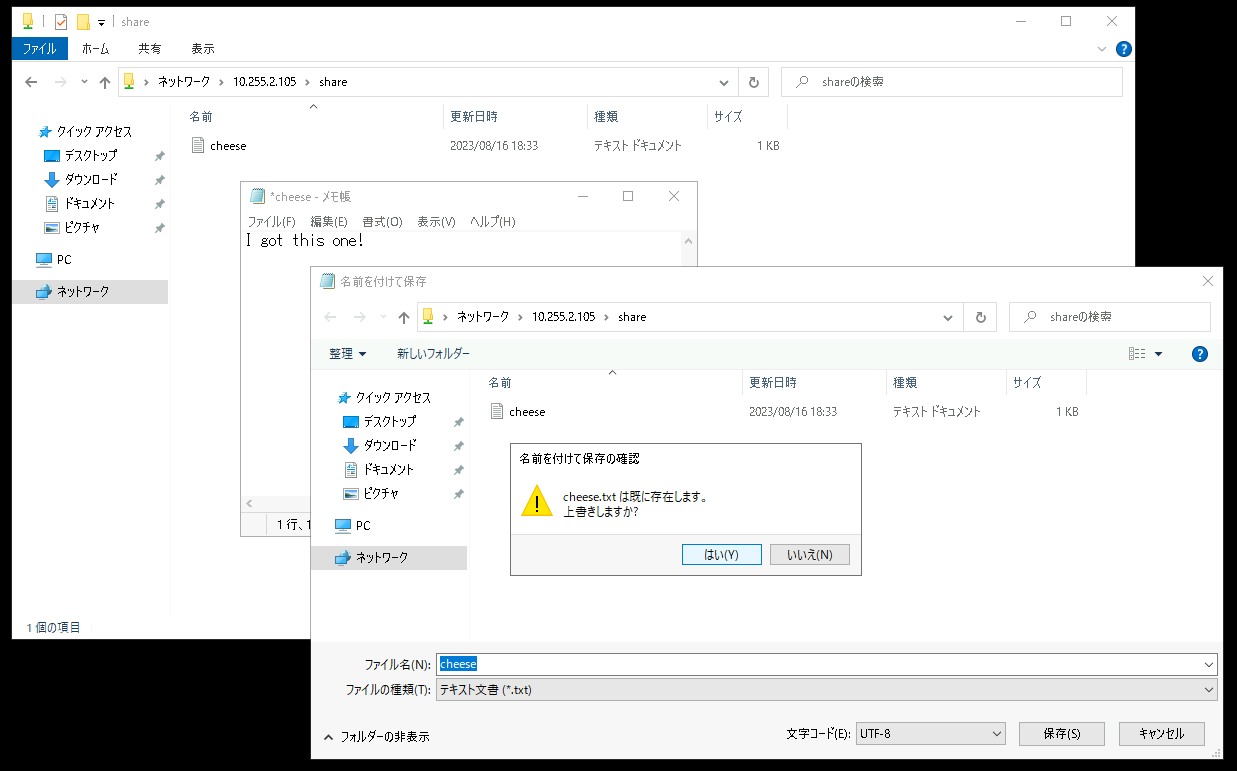 share
ファイル ホーム 共有 表示
ネットワーク 10.255.2.105 share
shareの検索
名前 更新日時 種類 サイズ
cheese 2023/08/16 18:33 テキスト ドキュメント 1 KB
クイック アクセス
デスクトップ
ダウンロード
ドキュメント
ピクチャ
PC
ネットワーク
1 個の項目
*cheese - メモ帳
ファイル(F) 編集(E) 書式(O) 表示(V) ヘルプ(H)
I got this one!
1 行、1
名前を付けて保存
ネットワーク 10.255.2.105 share
shareの検索
整理 新しいフォルダー
名前 更新日時 種類 サイズ
cheese 2023/08/16 18:33 テキスト ドキュメント 1 KB
クイック アクセス
デスクトップ
ダウンロード
ドキュメント
ピクチャ
PC
ネットワーク
名前を付けて保存の確認
cheese.txt は既に存在します。
上書きしますか?
はい(Y) いいえ(N)
ファイル名(N): cheese
ファイルの種類(T): テキスト文書 (*.txt)
フォルダーの非表示
文字コード(E): UTF-8 保存(S) キャンセル